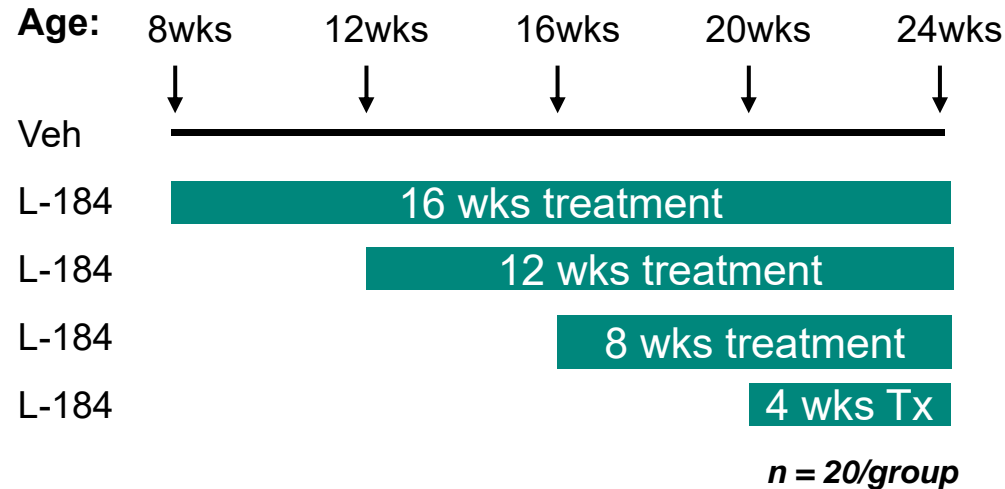 Age: 8wks 12wks 16wks 20wks 24wks
Veh
L-184 16 wks treatment
L-184 12 wks treatment
L-184 8 wks treatment
L-184 4 wks Tx
n = 20/group